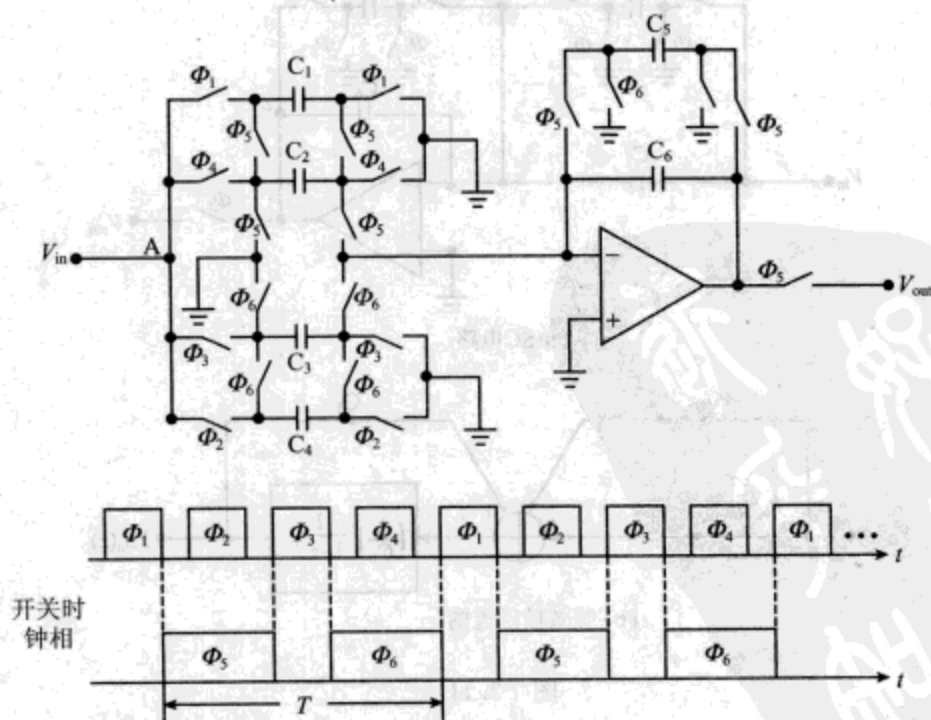 C₁
Φ₁
Φ₁
Φ₅
Φ₅
C₂
Φ₄
Φ₄
Φ₅
Φ₅
V_in
A
Φ₆
Φ₆
Φ₃
C₃
Φ₃
Φ₆
Φ₆
Φ₂
C₄
Φ₂
C₅
Φ₆
Φ₅
Φ₅
C₆
−
+
Φ₅
V_out
Φ₁ Φ₂ Φ₃ Φ₄ Φ₁ Φ₂ Φ₃ Φ₄ Φ₁ ••• t
开关时
钟相
Φ₅ Φ₆ Φ₅ Φ₆ t
T